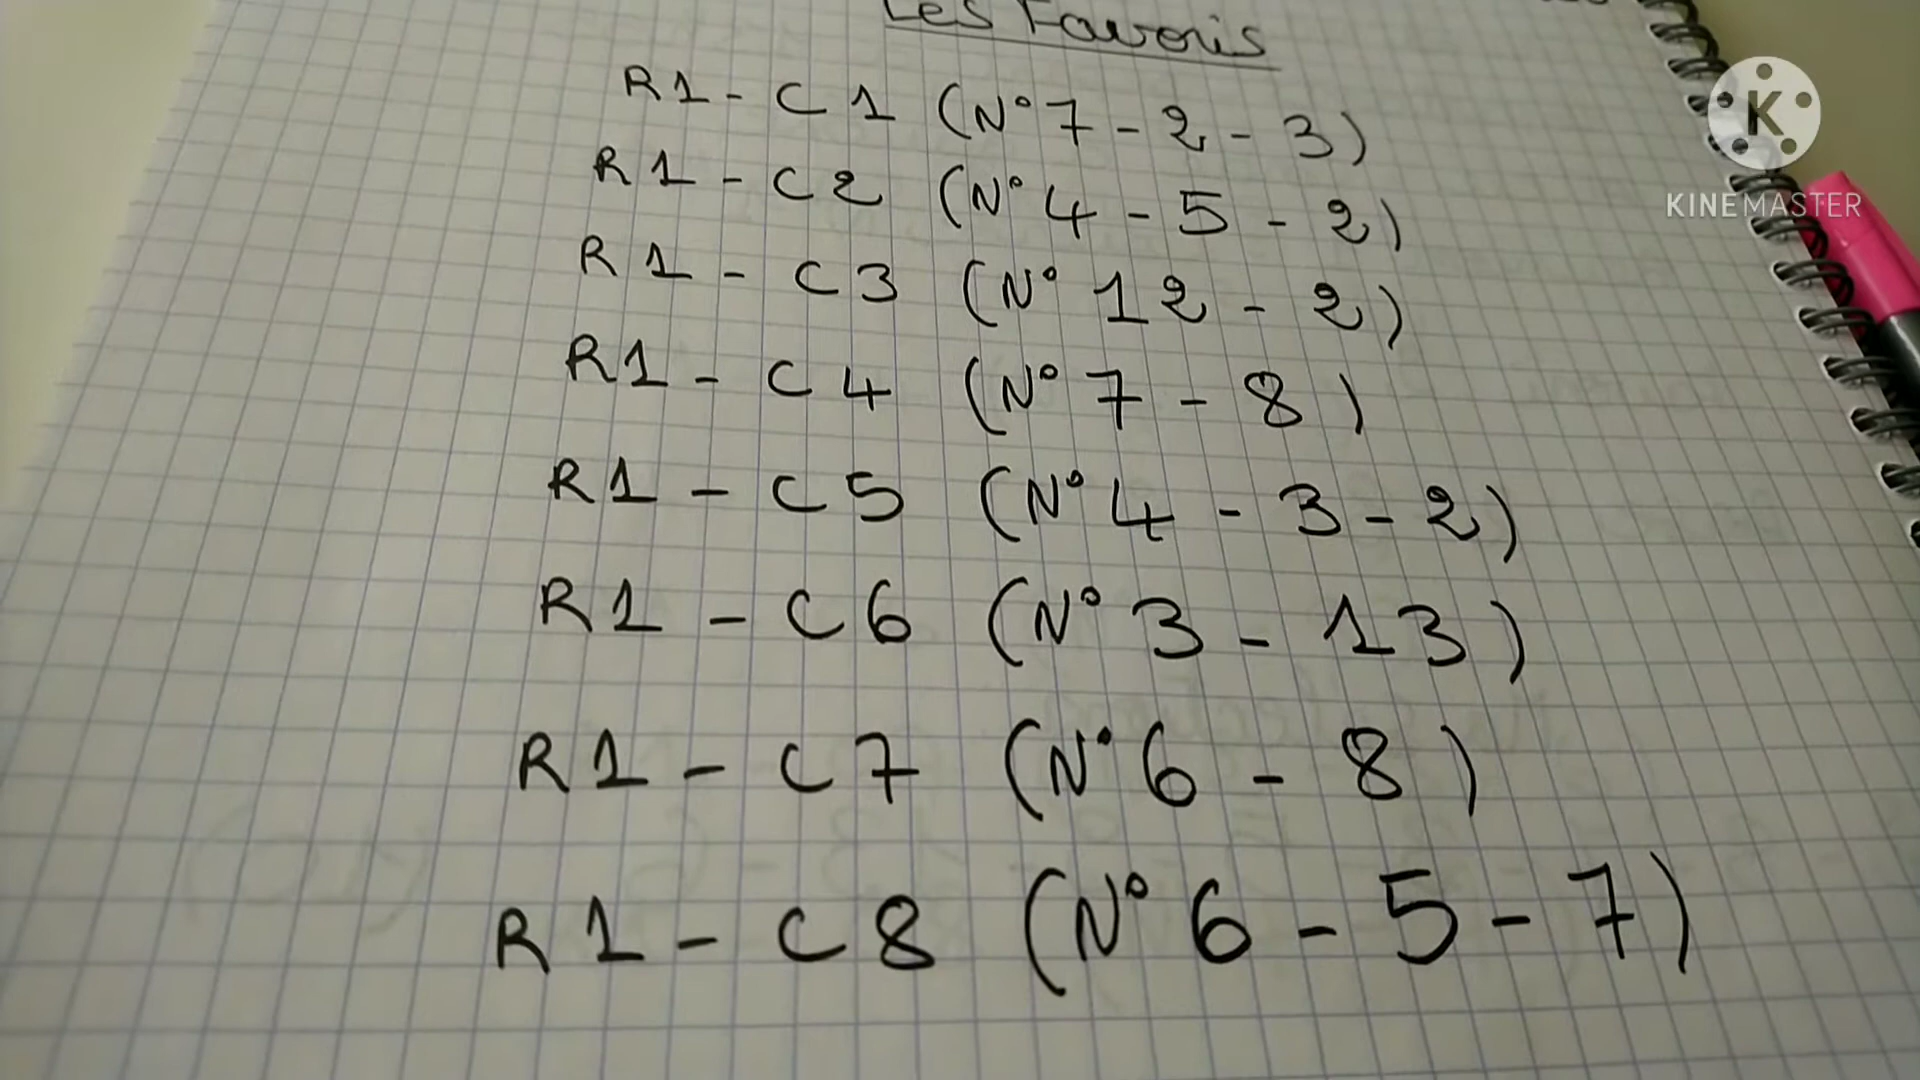 Les Favoris
R1 - C1 (N° 7 - 2 - 3)
R1 - C2 (N° 4 - 5 - 2)
R1 - C3 (N° 12 - 2)
R1 - C4 (N° 7 - 8)
R1 - C5 (N° 4 - 3 - 2)
R1 - C6 (N° 3 - 13)
R1 - C7 (N° 6 - 8)
R1 - C8 (N° 6 - 5 - 7)
K
KINEMASTER